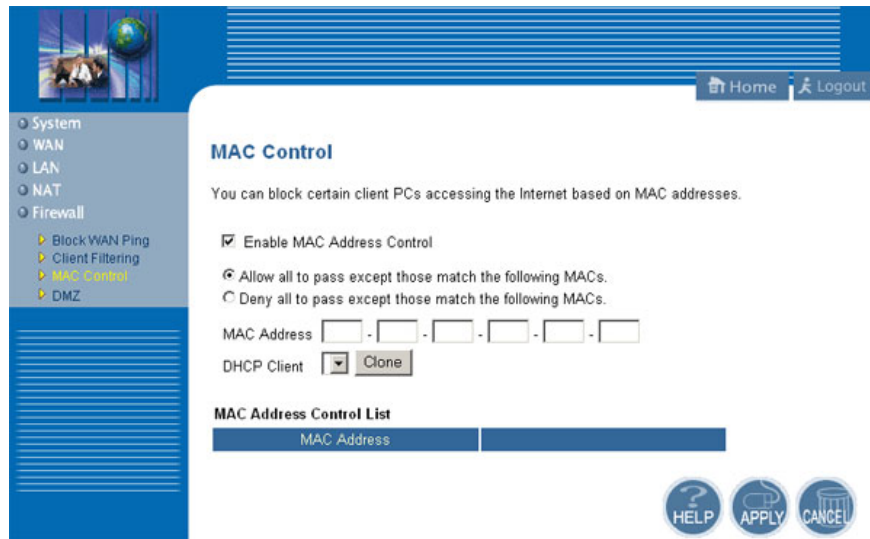 Home
Logout
System
WAN
LAN
NAT
Firewall
Block WAN Ping
Client Filtering
MAC Control
DMZ
MAC Control
You can block certain client PCs accessing the Internet based on MAC addresses.
Enable MAC Address Control
Allow all to pass except those match the following MACs.
Deny all to pass except those match the following MACs.
MAC Address - - - - -
DHCP Client Clone
MAC Address Control List
MAC Address
HELP APPLY CANCEL